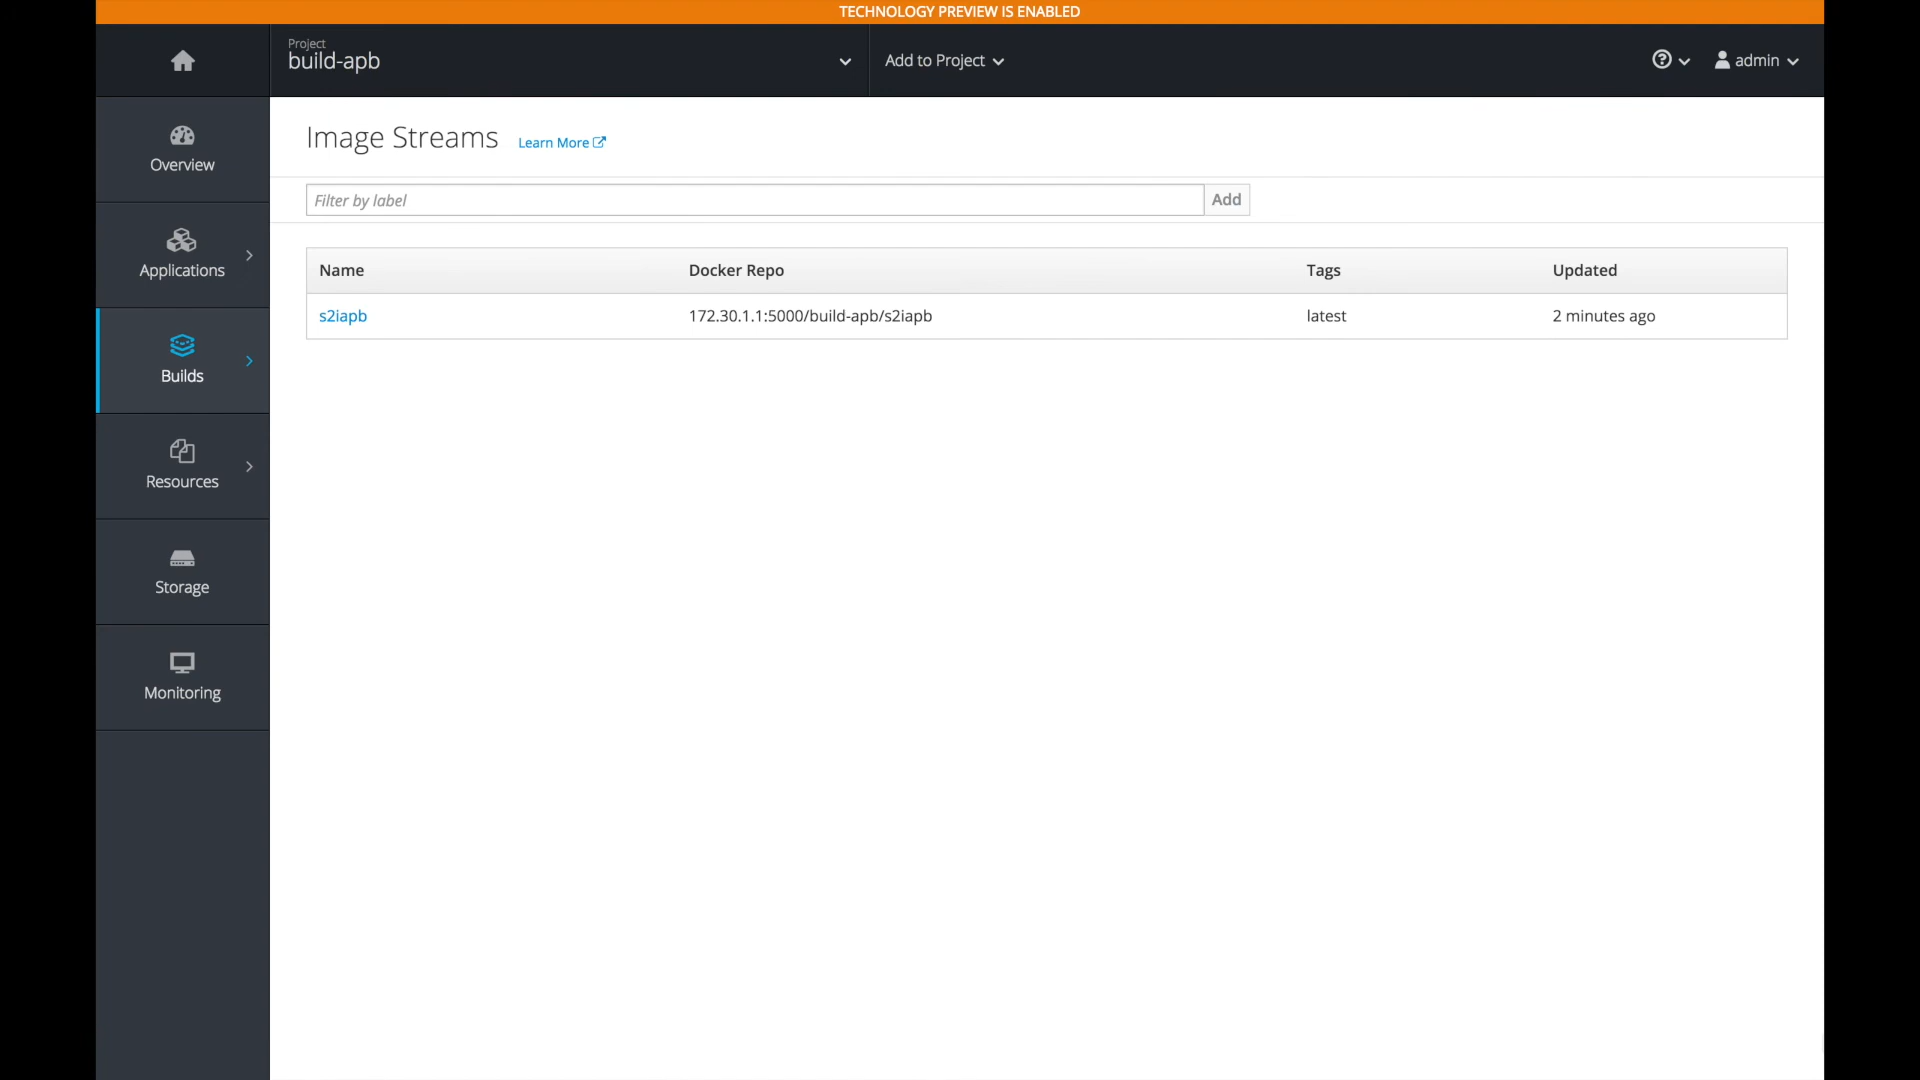 TECHNOLOGY PREVIEW IS ENABLED
Project
build-apb
Add to Project
admin
Overview
Applications
Builds
Resources
Storage
Monitoring
Image Streams Learn More
Filter by label Add
Name Docker Repo Tags Updated
s2iapb 172.30.1.1:5000/build-apb/s2iapb latest 2 minutes ago